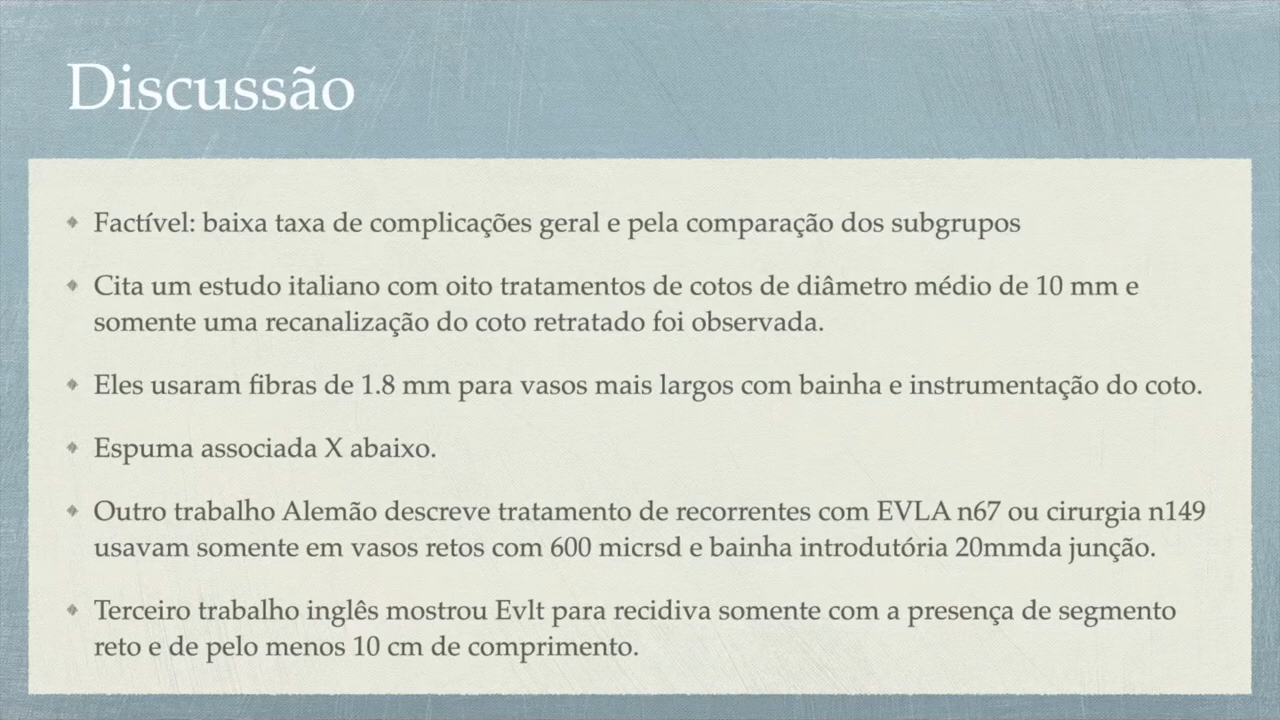 Discussão
Factível: baixa taxa de complicações geral e pela comparação dos subgrupos
Cita um estudo italiano com oito tratamentos de cotos de diâmetro médio de 10 mm e
somente uma recanalização do coto retratado foi observada.
Eles usaram fibras de 1.8 mm para vasos mais largos com bainha e instrumentação do coto.
Espuma associada X abaixo.
Outro trabalho Alemão descreve tratamento de recorrentes com EVLA n67 ou cirurgia n149
usavam somente em vasos retos com 600 micrsd e bainha introdutória 20mmda junção.
Terceiro trabalho inglês mostrou Evlt para recidiva somente com a presença de segmento
reto e de pelo menos 10 cm de comprimento.